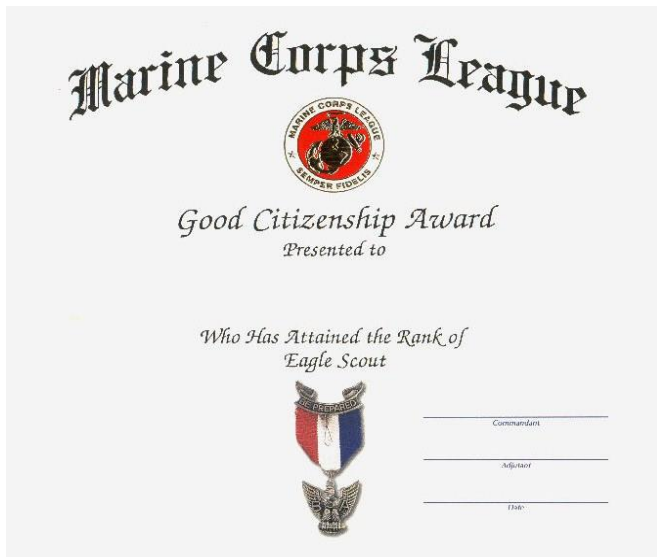 Marine Corps League
MARINE CORPS LEAGUE
SEMPER FIDELIS
Good Citizenship Award
Presented to
Who Has Attained the Rank of
Eagle Scout
BE PREPARED
Commandant
Adjutant
Date